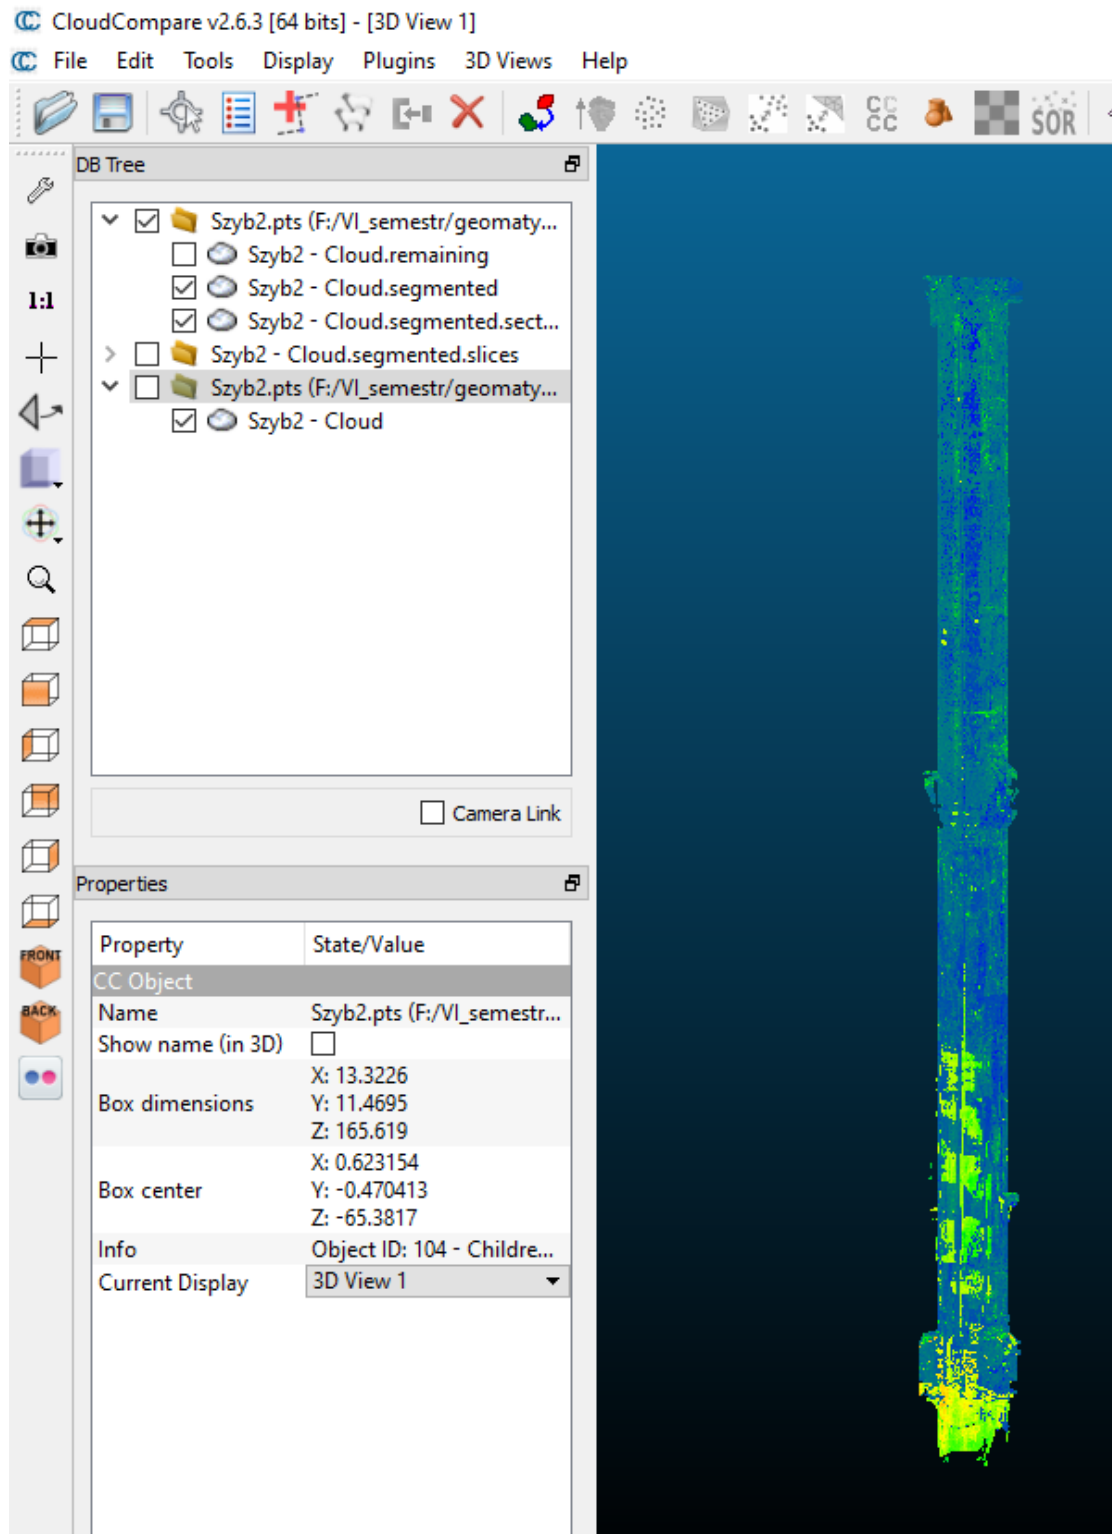 CloudCompare v2.6.3 [64 bits] - [3D View 1]
File Edit Tools Display Plugins 3D Views Help
CC CC SOR
DB Tree
Szyb2.pts (F:/VI_semestr/geomaty...
Szyb2 - Cloud.remaining
1:1
Szyb2 - Cloud.segmented
Szyb2 - Cloud.segmented.sect...
Szyb2 - Cloud.segmented.slices
Szyb2.pts (F:/VI_semestr/geomaty...
Szyb2 - Cloud
Camera Link
Properties
Property State/Value
FRONT
CC Object
BACK
Name Szyb2.pts (F:/VI_semestr...
Show name (in 3D)
Box dimensions
X: 13.3226
Y: 11.4695
Z: 165.619
Box center
X: 0.623154
Y: -0.470413
Z: -65.3817
Info Object ID: 104 - Childre...
Current Display 3D View 1